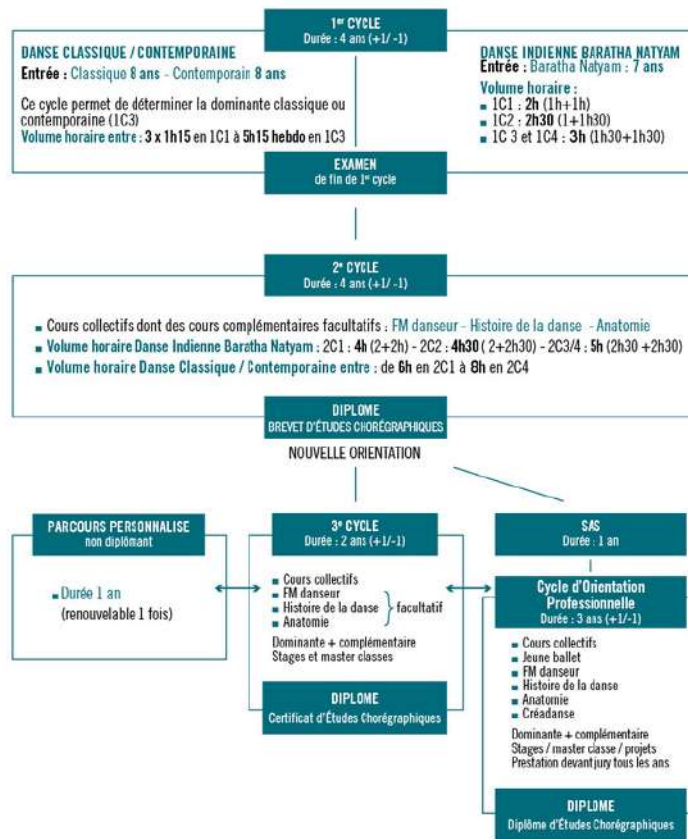 1er CYCLE
Durée : 4 ans (+1/ -1)
DANSE CLASSIQUE / CONTEMPORAINE
Entrée : Classique 8 ans - Contemporain 8 ans
Ce cycle permet de déterminer la dominante classique ou
contemporaine (1C3)
Volume horaire entre : 3 x 1h15 en 1C1 à 5h15 hebdo en 1C3
DANSE INDIENNE BARATHA NATYAM
Entrée : Baratha Natyam : 7 ans
Volume horaire :
▪ 1C1 : 2h (1h+1h)
▪ 1C2 : 2h30 (1+1h30)
▪ 1C 3 et 1C4 : 3h (1h30+1h30)
EXAMEN
de fin de 1er cycle
2e CYCLE
Durée : 4 ans (+1/ -1)
▪ Cours collectifs dont des cours complémentaires facultatifs : FM danseur - Histoire de la danse - Anatomie
▪ Volume horaire Danse Indienne Baratha Natyam : 2C1 : 4h (2+2h) - 2C2 : 4h30 ( 2+2h30) - 2C3/4 : 5h (2h30 +2h30)
▪ Volume horaire Danse Classique / Contemporaine entre : de 6h en 2C1 à 8h en 2C4
DIPLOME
BREVET D'ÉTUDES CHORÉGRAPHIQUES
NOUVELLE ORIENTATION
PARCOURS PERSONNALISE
non diplômant
▪ Durée 1 an
(renouvelable 1 fois)
3e CYCLE
Durée : 2 ans (+1/-1)
▪ Cours collectifs
▪ FM danseur
▪ Histoire de la danse
▪ Anatomie
facultatif
Dominante + complémentaire
Stages et master classes
DIPLOME
Certificat d'Études Chorégraphiques
SAS
Durée : 1 an
Cycle d'Orientation
Professionnelle
Durée : 3 ans (+1/-1)
▪ Cours collectifs
▪ Jeune ballet
▪ FM danseur
▪ Histoire de la danse
▪ Anatomie
▪ Créadanse
Dominante + complémentaire
Stages / master classe / projets
Prestation devant jury tous les ans
DIPLOME
Diplôme d'Études Chorégraphiques